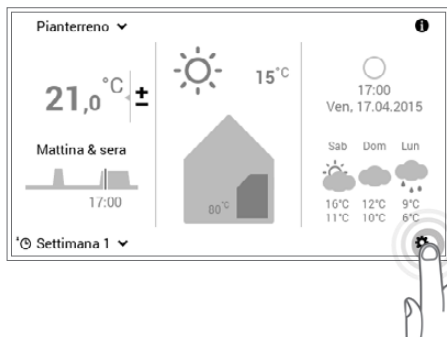 Pianterreno
21,0°C ±
Mattina & sera
17:00
Settimana 1
15°C
80°C
17:00
Ven, 17.04.2015
Sab Dom Lun
16°C 12°C 9°C
11°C 10°C 6°C